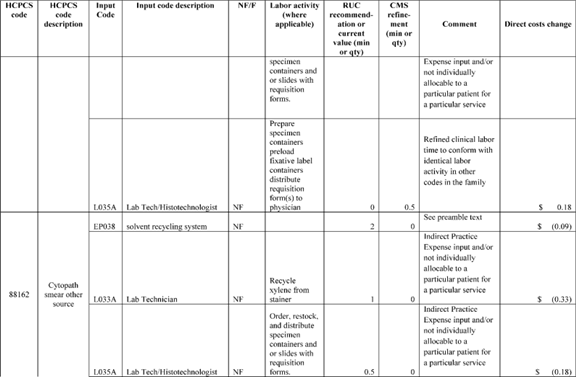 HCPCS code
HCPCS code description
Input Code
Input code description
NF/F
Labor activity (where applicable)
RUC recommend-ation or current value (min or qty)
CMS refine-ment (min or qty)
Comment
Direct costs change
specimen
containers and
or slides with
requisition
forms.
Expense input and/or
not individually
allocable to a
particular patient for
a particular service
L035A
Lab Tech/Histotechnologist
NF
Prepare
specimen
containers
preload
fixative label
containers
distribute
requisition
form(s) to
physician
0
0.5
Refined clinical labor
time to conform with
identical labor
activity in other
codes in the family
$ 0.18
88162
Cytopath
smear other
source
EP038
solvent recycling system
NF
2
0
See preamble text
$ (0.09)
L033A
Lab Technician
NF
Recycle
xylene from
stainer
1
0
Indirect Practice
Expense input and/or
not individually
allocable to a
particular patient for
a particular service
$ (0.33)
L035A
Lab Tech/Histotechnologist
NF
Order, restock,
and distribute
specimen
containers and
or slides with
requisition
forms.
0.5
0
Indirect Practice
Expense input and/or
not individually
allocable to a
particular patient for
a particular service
$ (0.18)